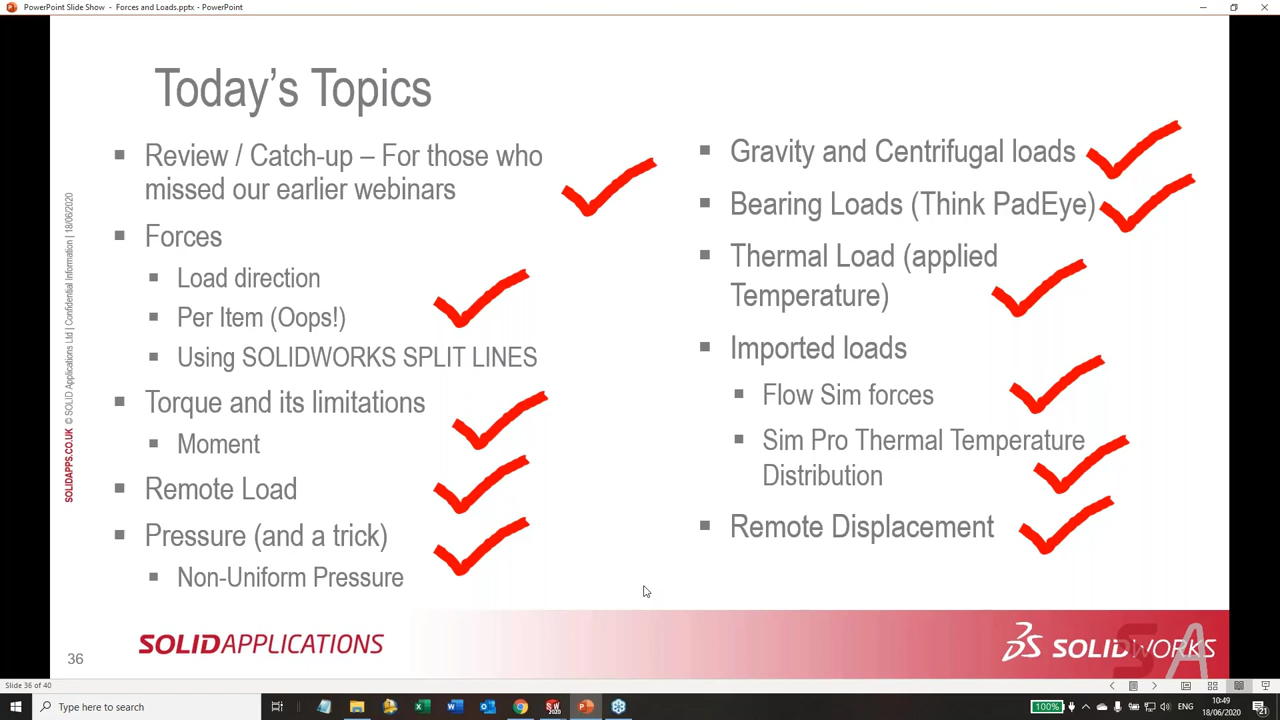 PowerPoint Slide Show - Forces and Loads.pptx - PowerPoint
Today's Topics
Review / Catch-up – For those who
missed our earlier webinars
Forces
Load direction
Per Item (Oops!)
Using SOLIDWORKS SPLIT LINES
Torque and its limitations
Moment
Remote Load
Pressure (and a trick)
Non-Uniform Pressure
Gravity and Centrifugal loads
Bearing Loads (Think PadEye)
Thermal Load (applied
Temperature)
Imported loads
Flow Sim forces
Sim Pro Thermal Temperature
Distribution
Remote Displacement
SOLIDAPPS.CO.UK © SOLID Applications Ltd | Confidential Information | 18/06/2020
36
SOLIDAPPLICATIONS
SOLIDWORKS
SA
Slide 36 of 40
Type here to search
SW
2020
100%
ENG
10:49
18/06/2020
21